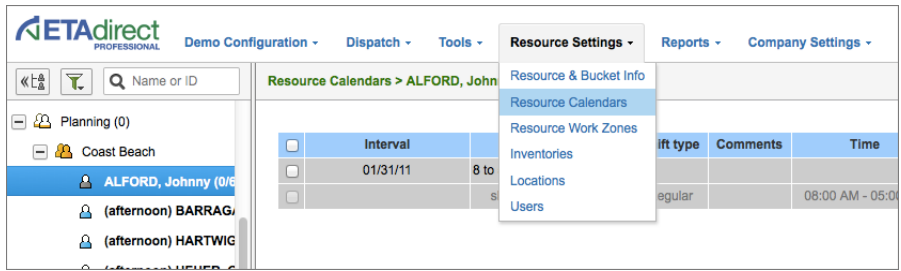 ETAdirect
PROFESSIONAL
Demo Configuration Dispatch Tools Resource Settings Reports Company Settings
Name or ID
Resource Calendars > ALFORD, John
Resource & Bucket Info
Resource Calendars
Resource Work Zones
Inventories
Locations
Users
Planning (0)
Coast Beach
ALFORD, Johnny (0/6
(afternoon) BARRAGA
(afternoon) HARTWIG
Interval ift type Comments Time
01/31/11 8 to
egular 08:00 AM - 05:00